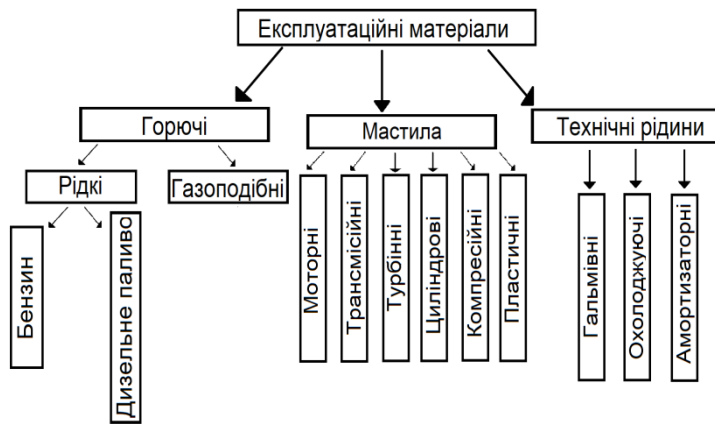 Експлуатаційні матеріали
Горючі
Мастила
Технічні рідини
Рідкі
Газоподібні
Бензин
Дизельне паливо
Моторні
Трансмісійні
Турбінні
Циліндрові
Компресійні
Пластичні
Гальмівні
Охолоджуючі
Амортизаторні